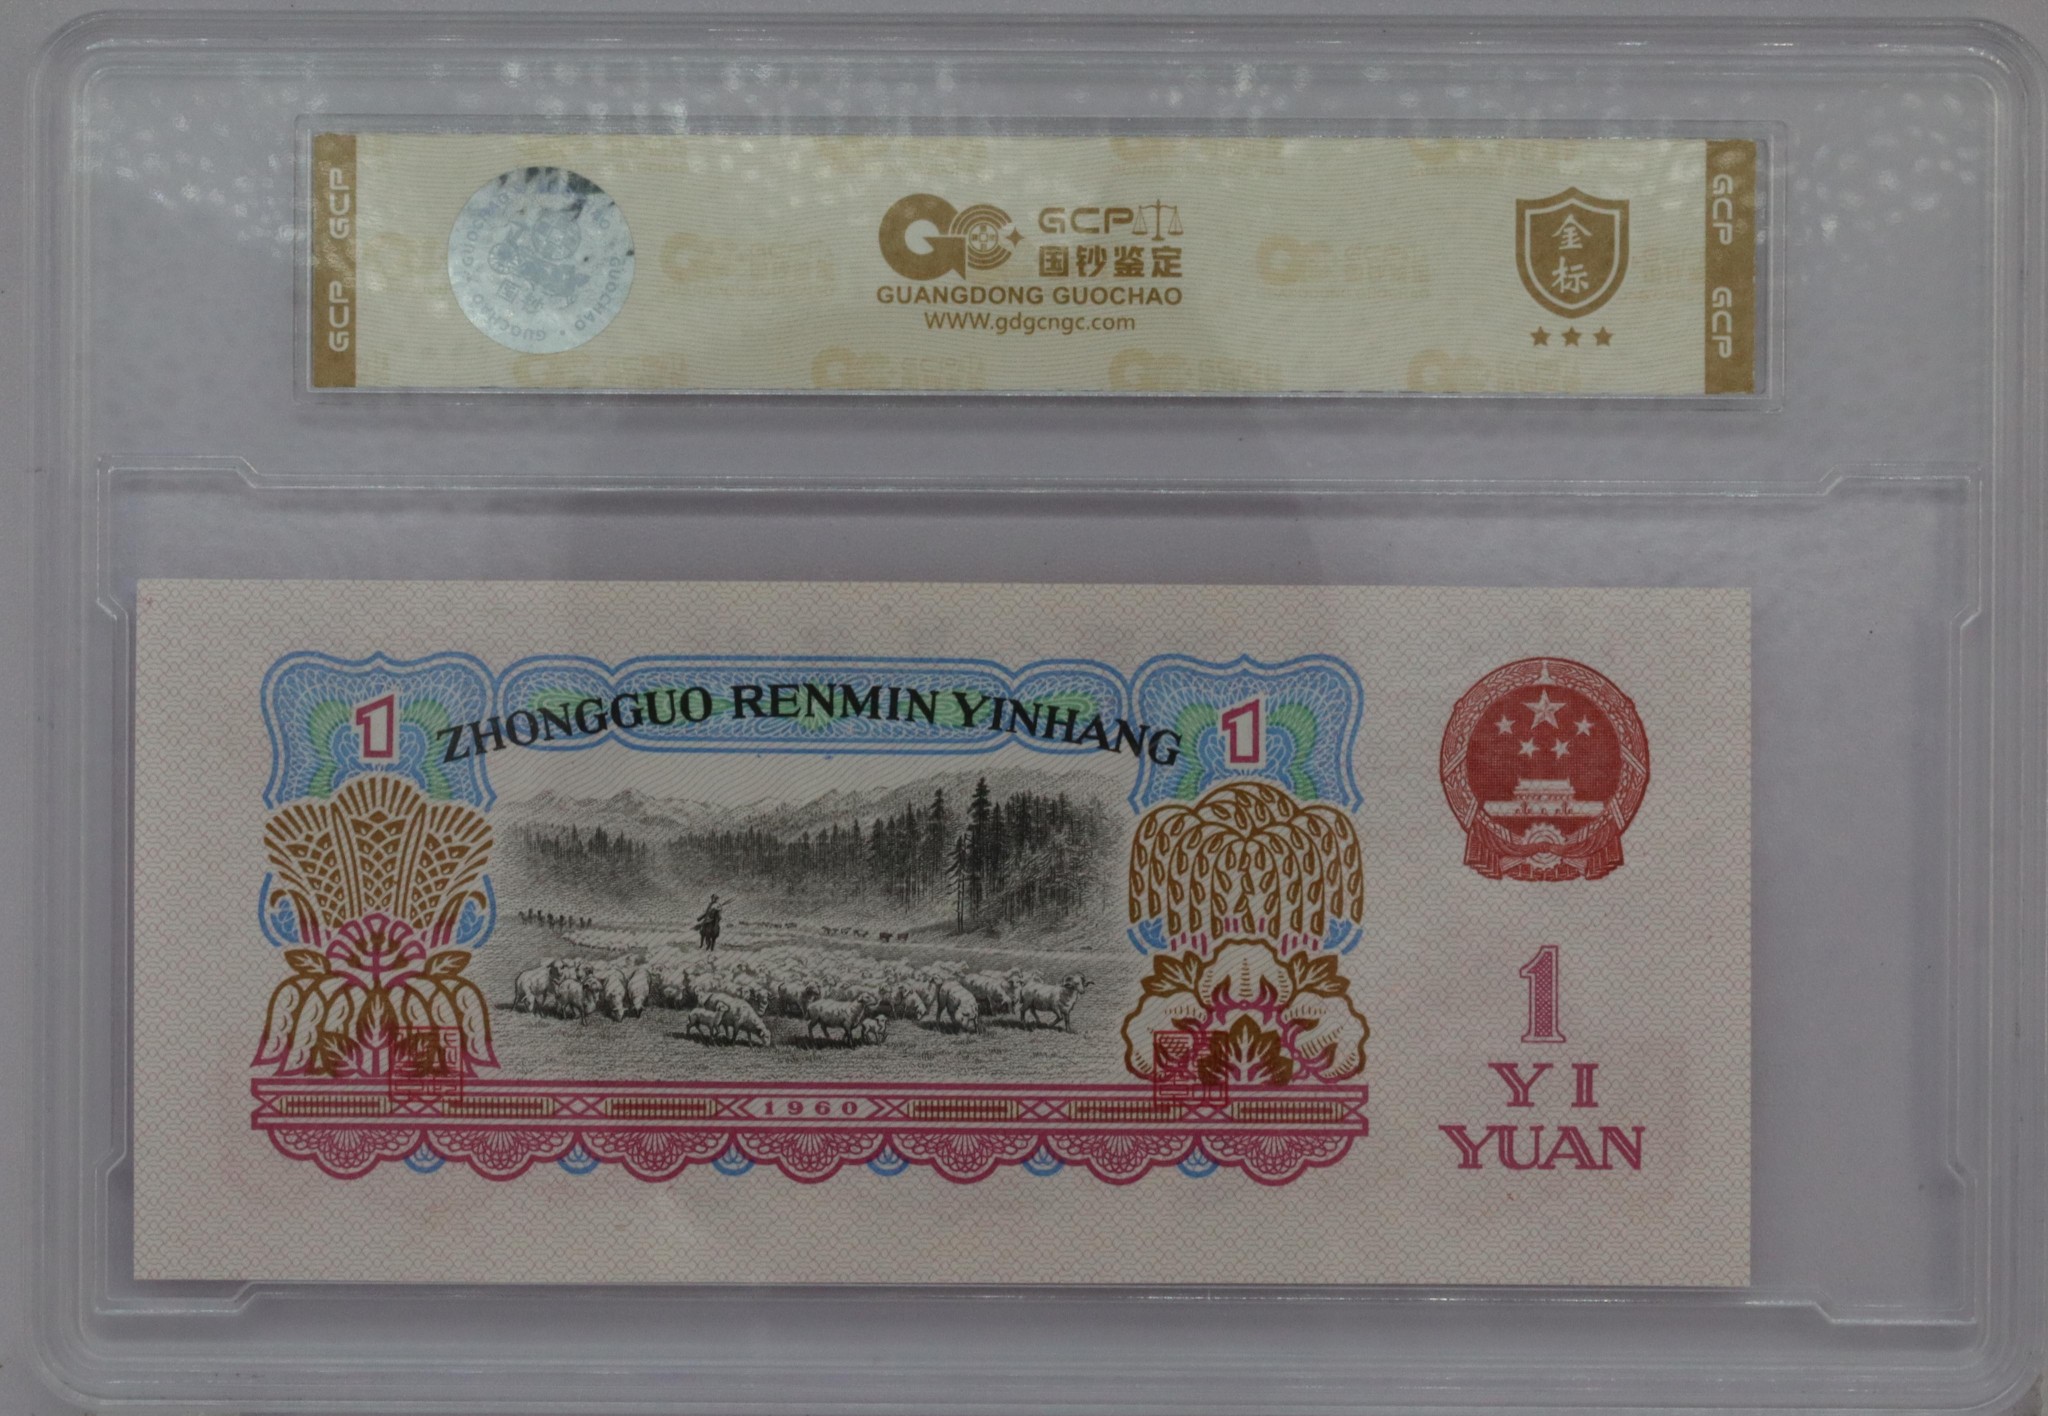 GCP
GCP
GCP
国钞鉴定
GUANGDONG GUOCHAO
WWW.gdgcngc.com
金
标
GCP
GCP
GUOCHAO
1
ZHONGGUO RENMIN YINHANG
1
1960
1
YI
YUAN